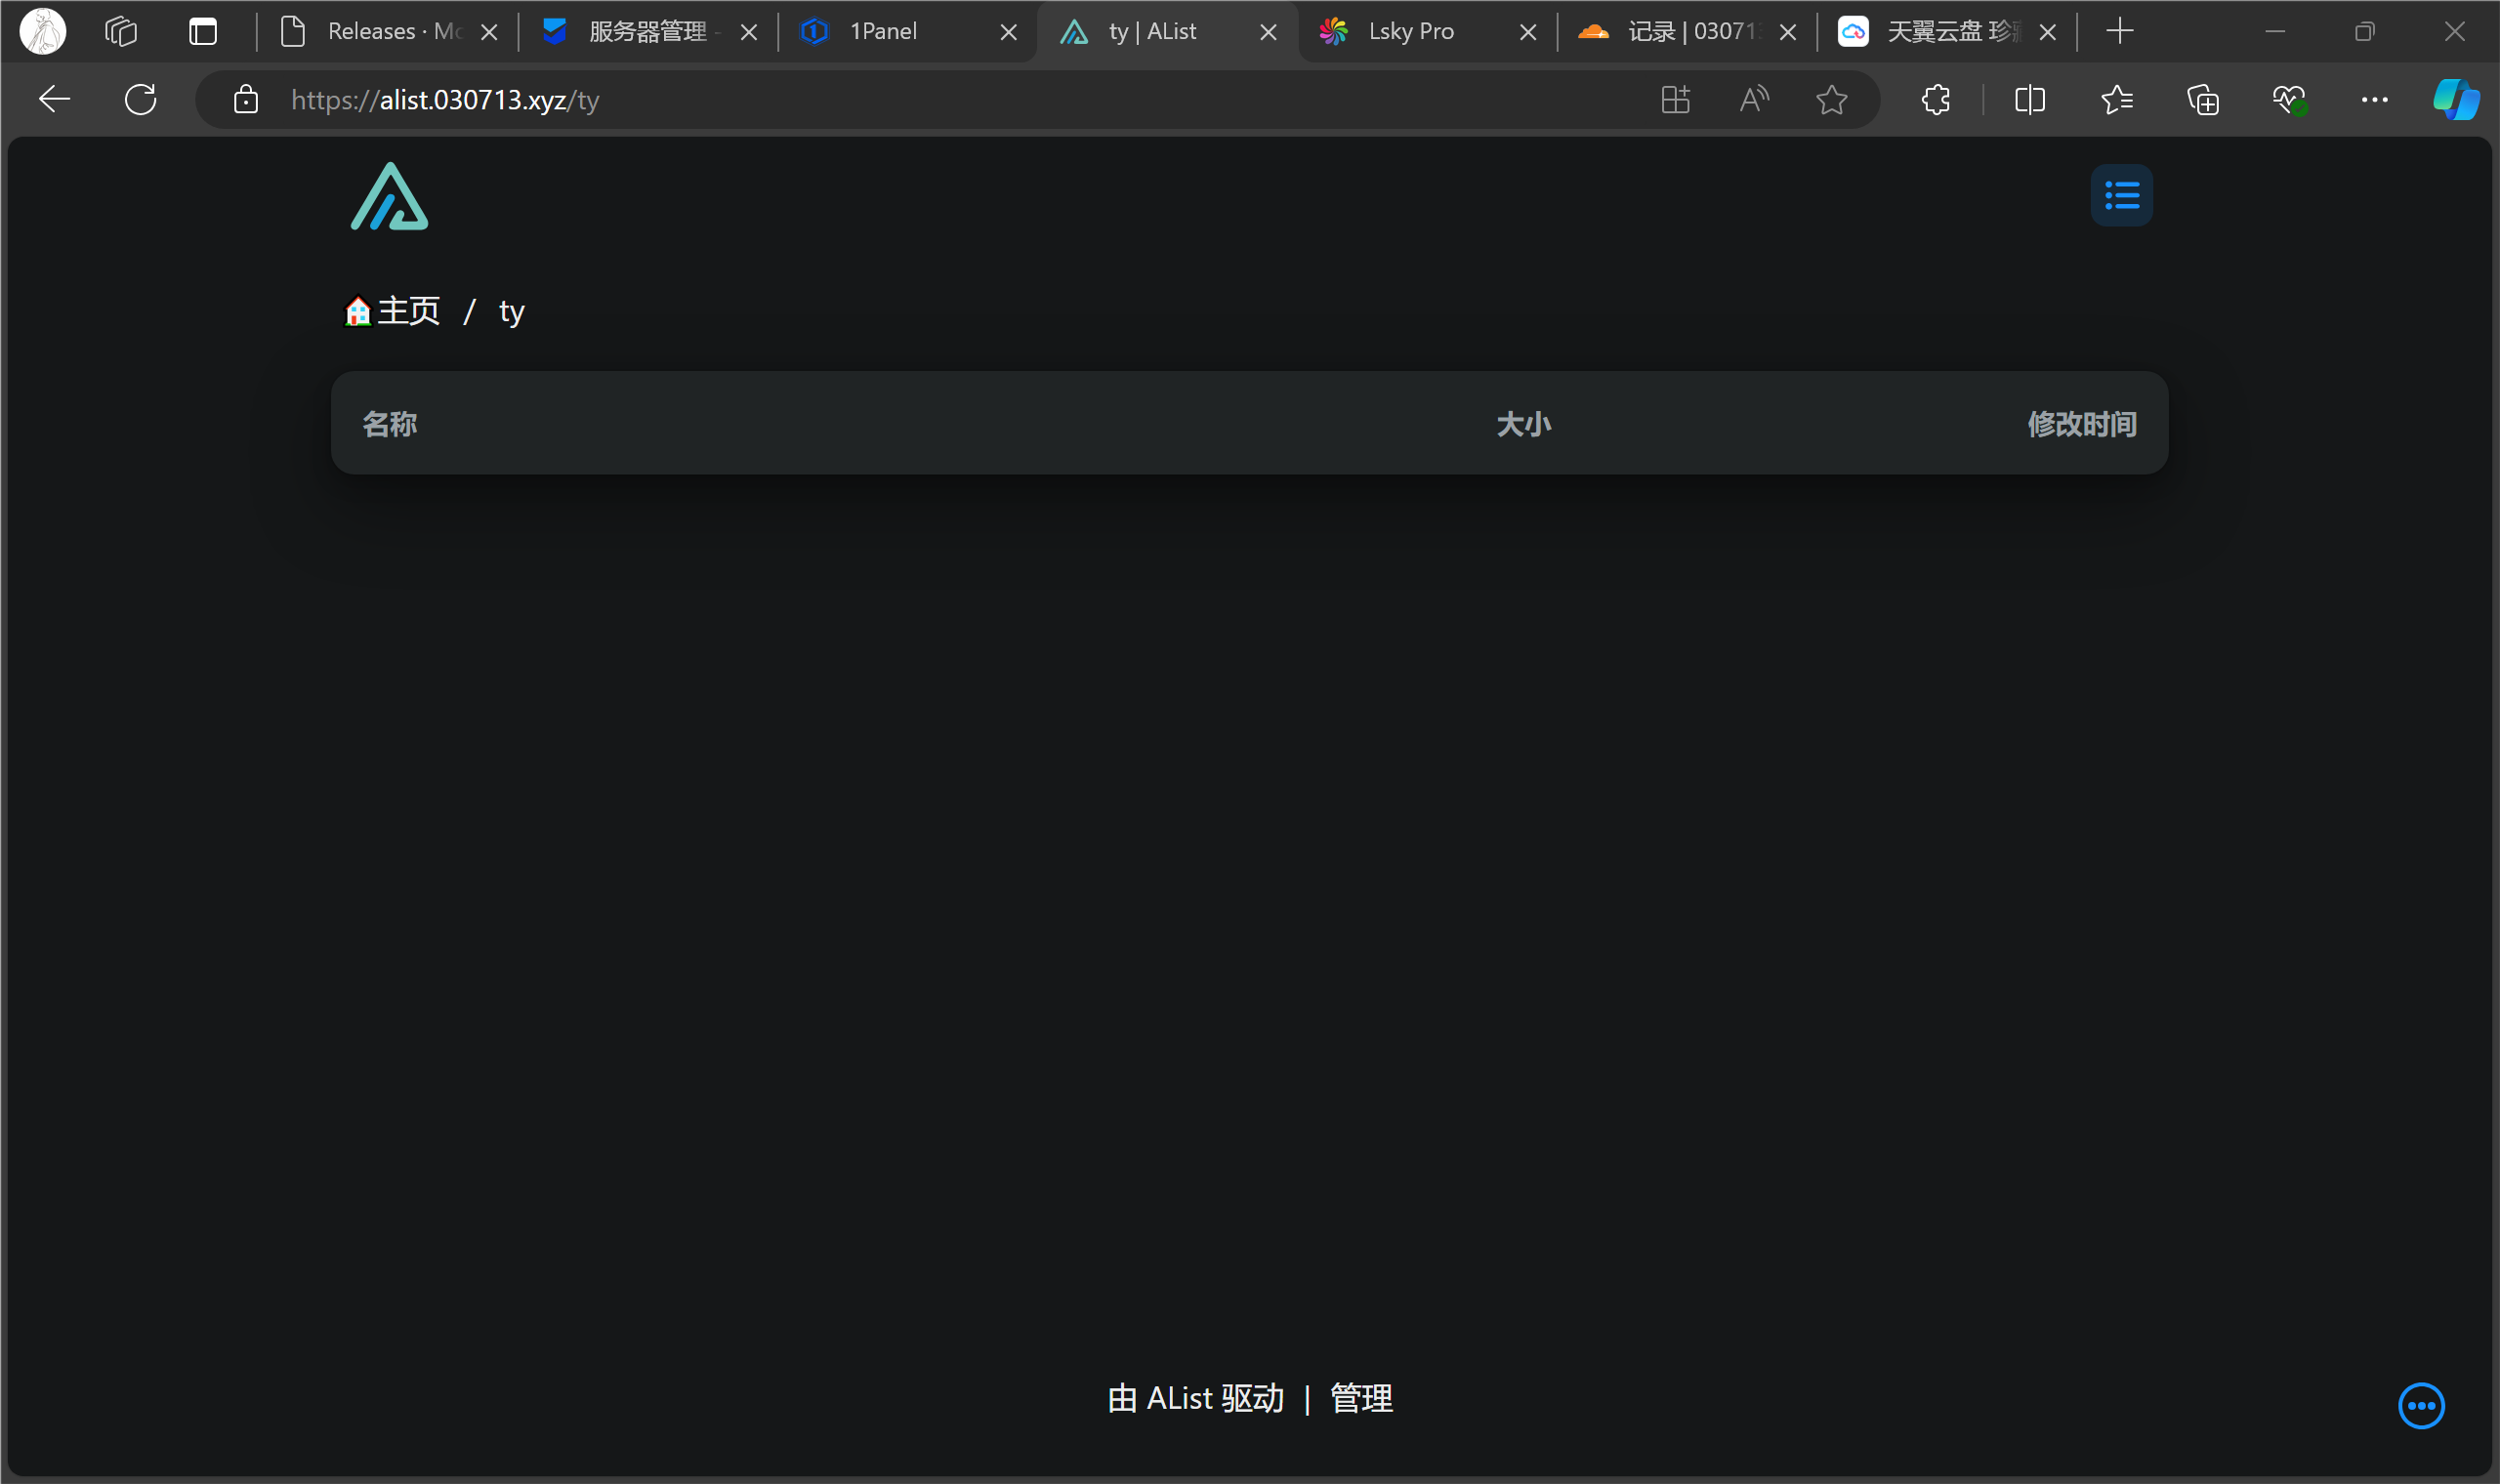 Releases · Mc
服务器管理 -
1Panel
ty | AList
Lsky Pro
记录 | 03071
天翼云盘 珍
https://alist.030713.xyz/ty
主页 / ty
名称 大小 修改时间
由 AList 驱动 | 管理